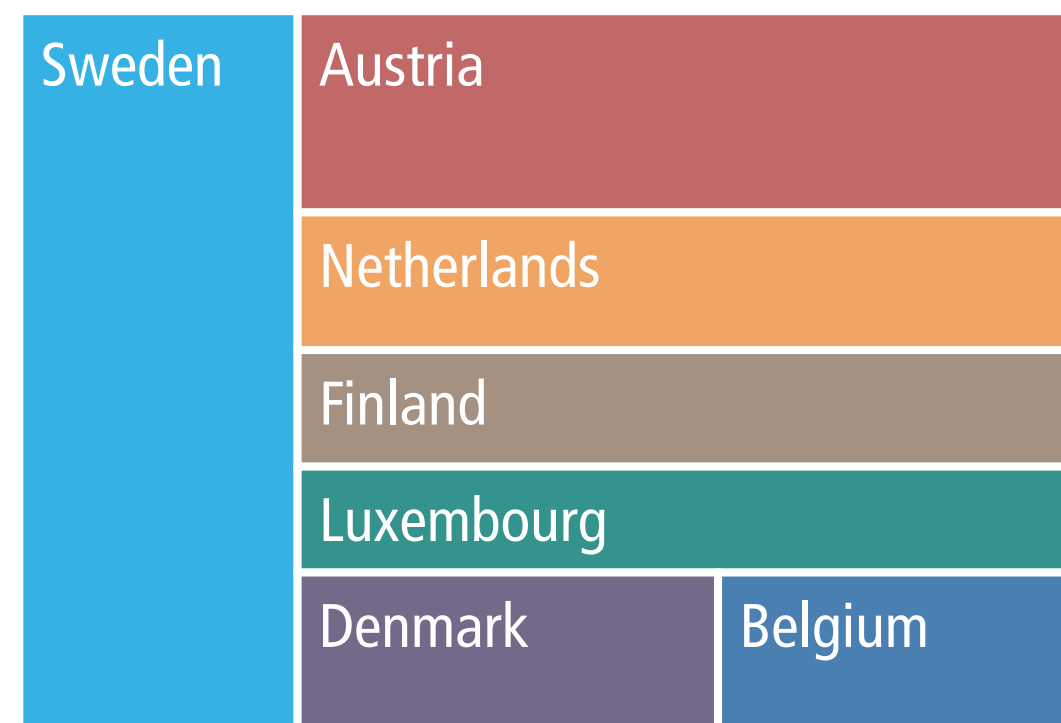 Sweden
Austria
Netherlands
Finland
Luxembourg
Denmark
Belgium